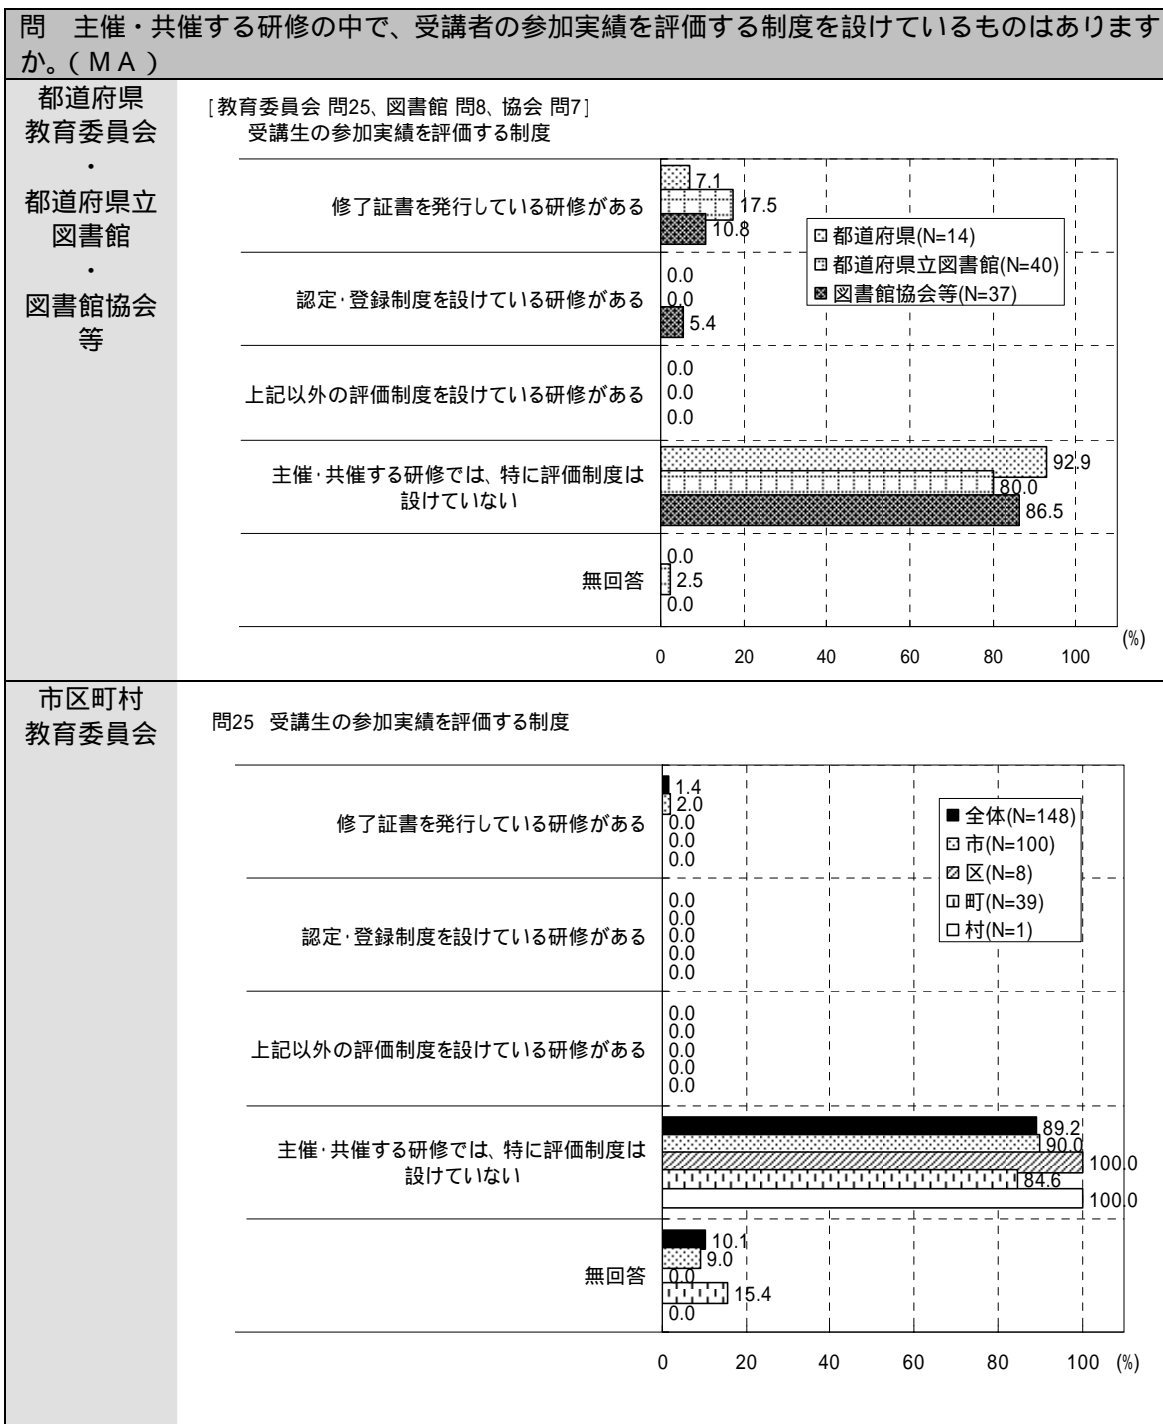 問　主催・共催する研修の中で、受講者の参加実績を評価する制度を設けているものはあります
か。(ＭＡ)
都道府県
教育委員会
・
都道府県立
図書館
・
図書館協会
等
[教育委員会 問25、図書館 問8、協会 問7]
受講生の参加実績を評価する制度
修了証書を発行している研修がある
7.1
17.5
10.8
都道府県(N=14)
都道府県立図書館(N=40)
図書館協会等(N=37)
認定･登録制度を設けている研修がある
0.0
0.0
5.4
上記以外の評価制度を設けている研修がある
0.0
0.0
0.0
主催･共催する研修では、特に評価制度は
設けていない
92.9
80.0
86.5
無回答
0.0
2.5
0.0
0 20 40 60 80 100 (%)
市区町村
教育委員会
問25 受講生の参加実績を評価する制度
修了証書を発行している研修がある
1.4
2.0
0.0
0.0
0.0
全体(N=148)
市(N=100)
区(N=8)
町(N=39)
村(N=1)
認定･登録制度を設けている研修がある
0.0
0.0
0.0
0.0
0.0
上記以外の評価制度を設けている研修がある
0.0
0.0
0.0
0.0
0.0
主催･共催する研修では、特に評価制度は
設けていない
89.2
90.0
100.0
84.6
100.0
無回答
10.1
9.0
0.0
15.4
0.0
0 20 40 60 80 100 (%)